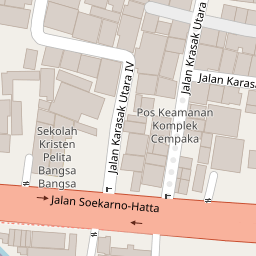 Jalan Krasak Utara
Jalan Karasa
Jalan Karasak Utara IV
Pos Keamanan
Komplek
Cempaka
Sekolah
Kristen
Pelita
Bangsa
Bangsa
Jalan Soekarno-Hatta